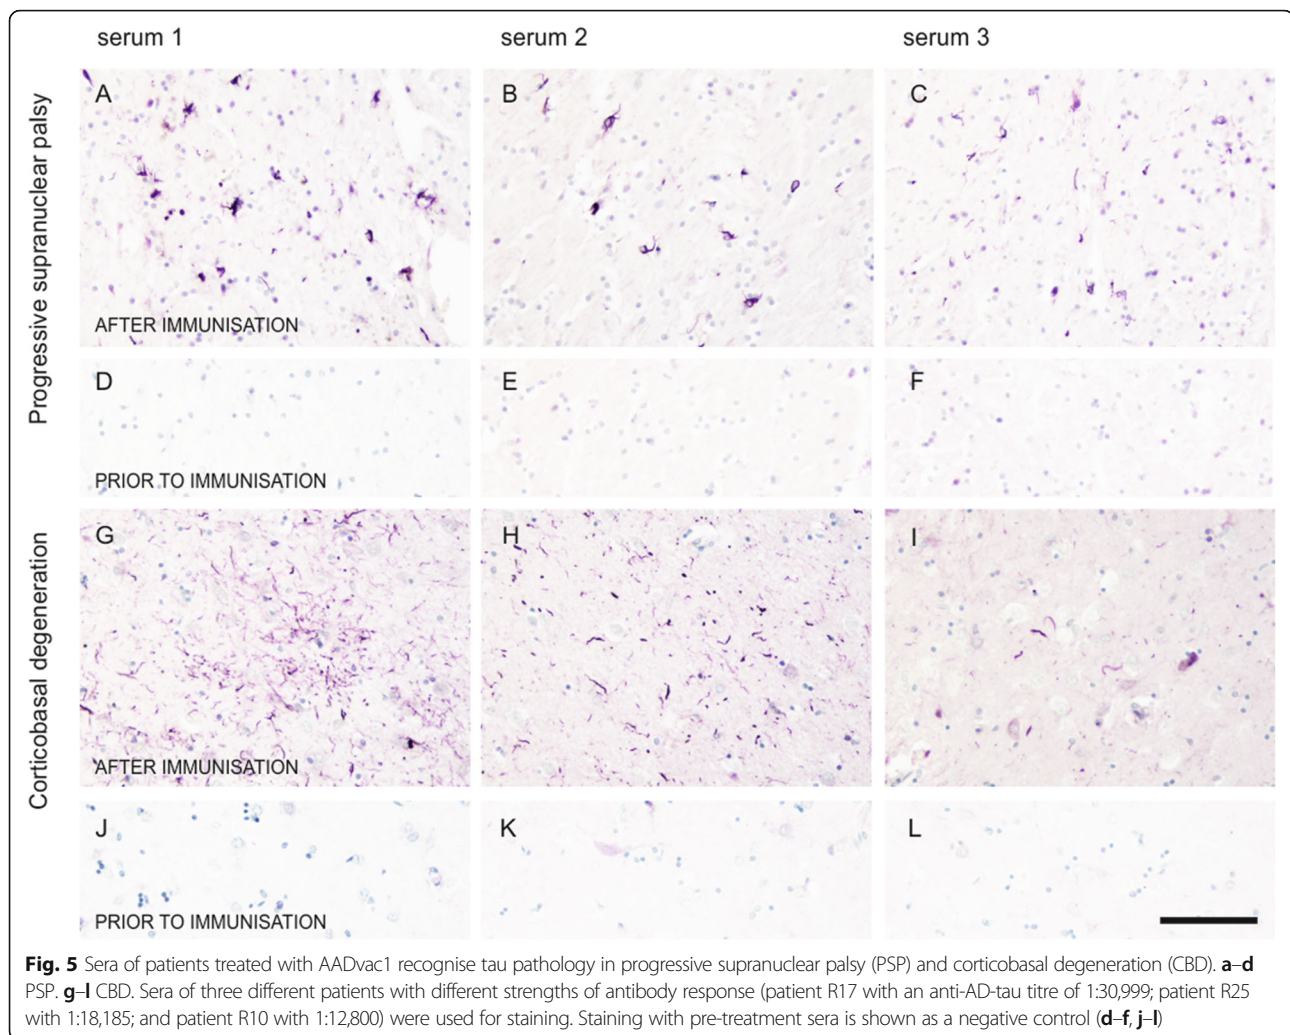 serum 1
serum 2
serum 3
Progressive supranuclear palsy
A
B
C
AFTER IMMUNISATION
D
E
F
PRIOR TO IMMUNISATION
Corticobasal degeneration
G
H
I
AFTER IMMUNISATION
J
K
L
PRIOR TO IMMUNISATION
Fig. 5 Sera of patients treated with AADvac1 recognise tau pathology in progressive supranuclear palsy (PSP) and corticobasal degeneration (CBD). a–d
PSP. g–l CBD. Sera of three different patients with different strengths of antibody response (patient R17 with an anti-AD-tau titre of 1:30,999; patient R25
with 1:18,185; and patient R10 with 1:12,800) were used for staining. Staining with pre-treatment sera is shown as a negative control (d–f, j–l)